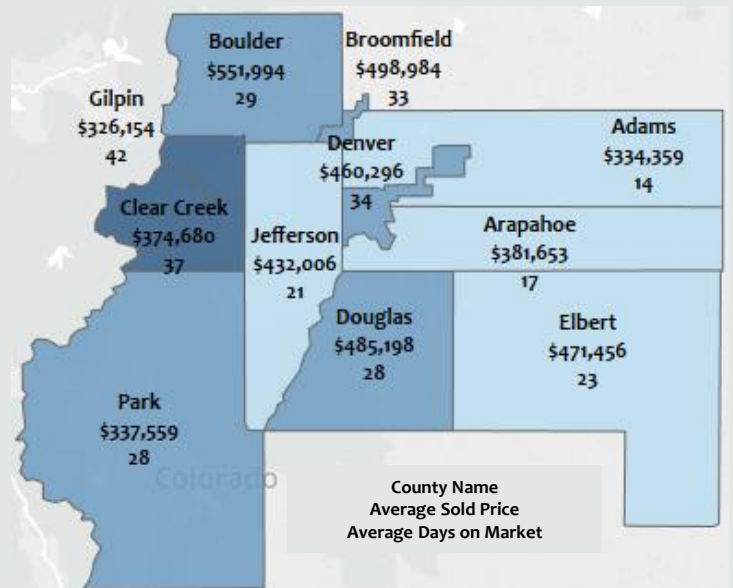 Boulder
$551,994
29
Broomfield
$498,984
33
Gilpin
$326,154
42
Denver
$460,296
34
Adams
$334,359
14
Clear Creek
$374,680
37
Jefferson
$432,006
21
Arapahoe
$381,653
17
Douglas
$485,198
28
Elbert
$471,456
23
Park
$337,559
28
Colorado
County Name
Average Sold Price
Average Days on Market